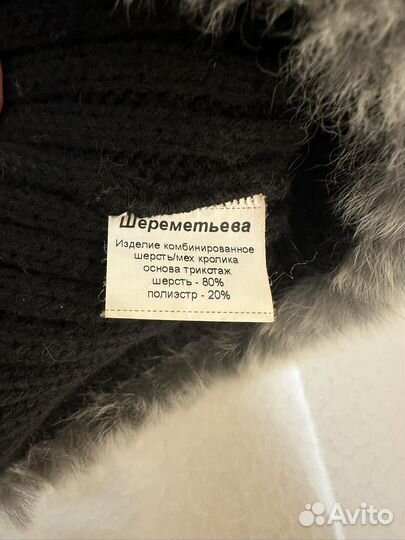 Шереметьева
Изделие комбинированное
шерсть/мех кролика
основа трикотаж
шерсть - 80%
полиэстр - 20%
Avito